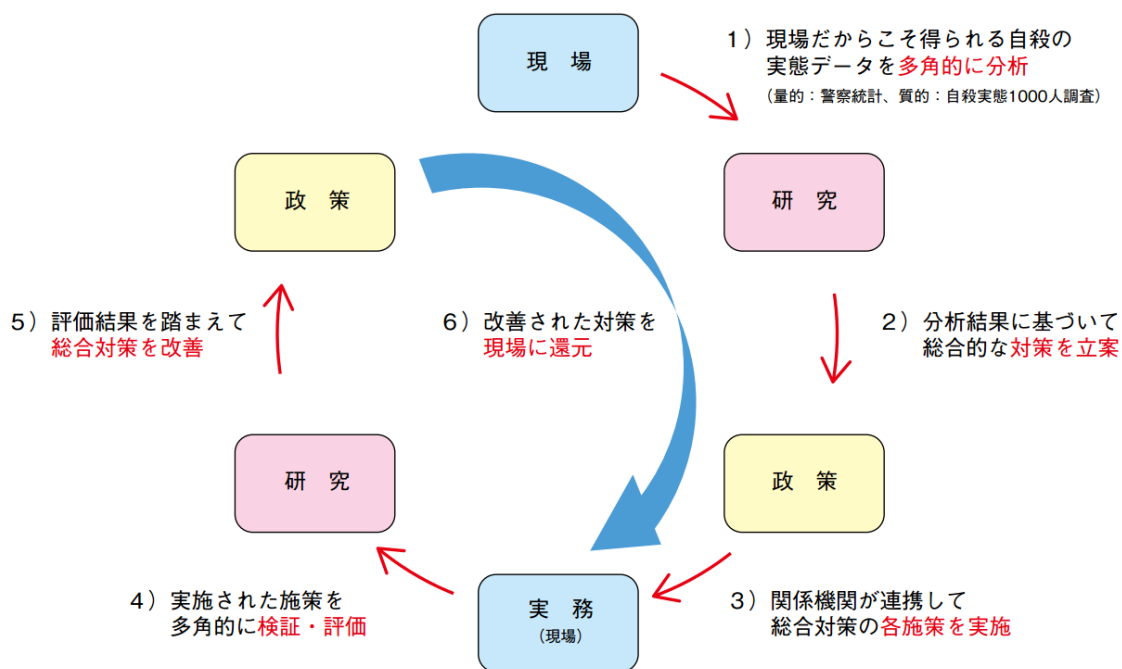 現　場
1）現場だからこそ得られる自殺の
実態データを多角的に分析
（量的：警察統計、質的：自殺実態1000人調査）
研　究
2）分析結果に基づいて
総合的な対策を立案
政　策
3）関係機関が連携して
総合対策の各施策を実施
実　務
（現場）
4）実施された施策を
多角的に検証・評価
研　究
5）評価結果を踏まえて
総合対策を改善
政　策
6）改善された対策を
現場に還元